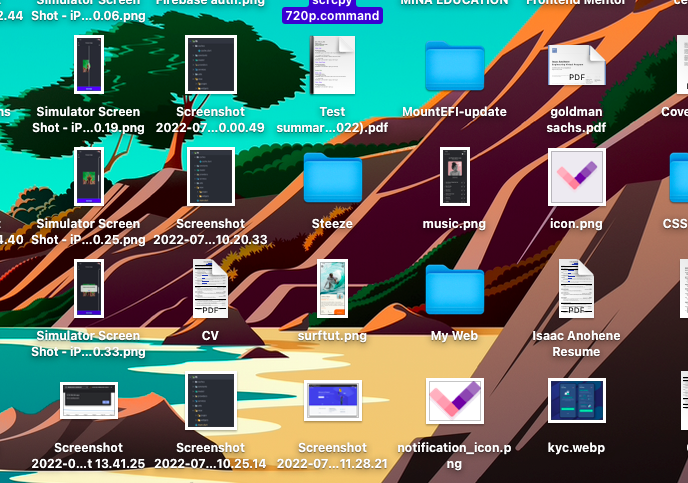 Simulator Screen
Firebase auth.png
scrcpy
MINA EDUCATION
Frontend Mentor
2.44
Shot - iP...0.06.png
720p.command
ns
Simulator Screen
Screenshot
Test
MountEFI-update
goldman
Cove
Shot - iP...0.19.png
2022-07...0.00.49
summar...022).pdf
sachs.pdf
PDF
Simulator Screen
Screenshot
Steeze
music.png
icon.png
CSS
4.40
Shot - iP...0.25.png
2022-07...10.20.33
PDF
PDF
Simulator Screen
CV
surftut.png
My Web
Isaac Anohene
Shot - iP...0.33.png
Resume
Screenshot
Screenshot
Screenshot
notification_icon.p
kyc.webp
2022-0...t 13.41.25
2022-07...10.25.14
2022-07...11.28.21
ng